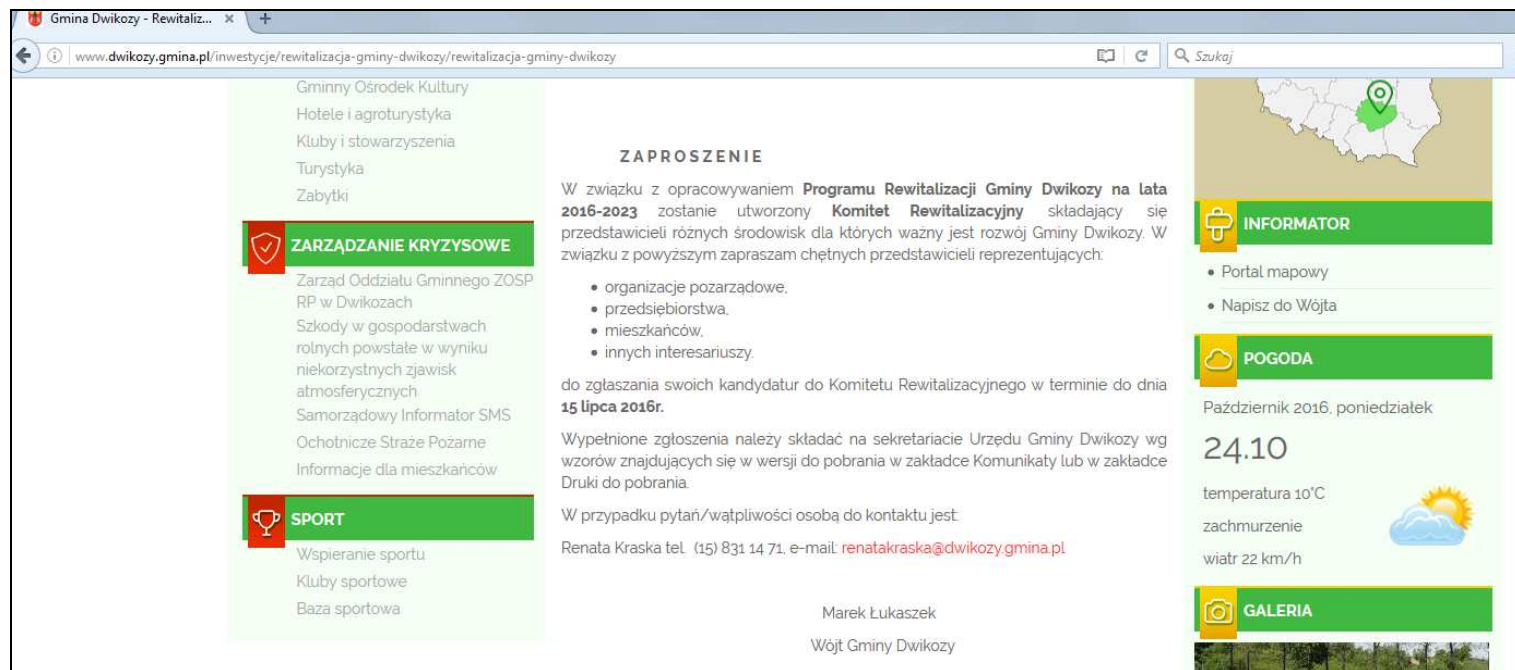 Gmina Dwikozy - Rewitaliz...
www.dwikozy.gmina.pl/inwestycje/rewitalizacja-gminy-dwikozy/rewitalizacja-gminy-dwikozy
Szukaj
Gminny Ośrodek Kultury
Hotele i agroturystyka
Kluby i stowarzyszenia
Turystyka
Zabytki
ZARZĄDZANIE KRYZYSOWE
Zarząd Oddziału Gminnego ZOSP
RP w Dwikozach
Szkody w gospodarstwach
rolnych powstałe w wyniku
niekorzystnych zjawisk
atmosferycznych
Samorządowy Informator SMS
Ochotnicze Straże Pożarne
Informacje dla mieszkańców
SPORT
Wspieranie sportu
Kluby sportowe
Baza sportowa
ZAPROSZENIE
W związku z opracowywaniem Programu Rewitalizacji Gminy Dwikozy na lata
2016-2023 zostanie utworzony Komitet Rewitalizacyjny składający się
przedstawicieli różnych środowisk dla których ważny jest rozwój Gminy Dwikozy. W
związku z powyższym zapraszam chętnych przedstawicieli reprezentujących:
• organizacje pozarządowe,
• przedsiębiorstwa,
• mieszkańców,
• innych interesariuszy.
do zgłaszania swoich kandydatur do Komitetu Rewitalizacyjnego w terminie do dnia
15 lipca 2016r.
Wypełnione zgłoszenia należy składać na sekretariacie Urzędu Gminy Dwikozy wg
wzorów znajdujących się w wersji do pobrania w zakładce Komunikaty lub w zakładce
Druki do pobrania.
W przypadku pytań/wątpliwości osobą do kontaktu jest:
Renata Kraska tel. (15) 831 14 71, e-mail: renatakraska@dwikozy.gmina.pl
Marek Łukaszek
Wójt Gminy Dwikozy
INFORMATOR
• Portal mapowy
• Napisz do Wójta
POGODA
Październik 2016, poniedziałek
24.10
temperatura 10°C
zachmurzenie
wiatr 22 km/h
GALERIA